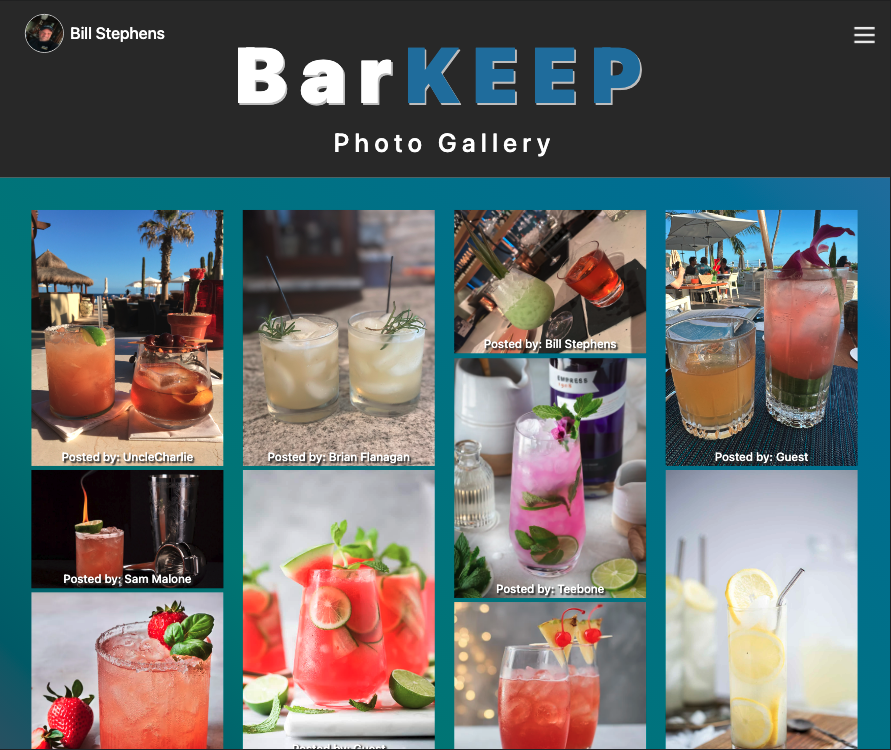 Bill Stephens
BarKEEP
Photo Gallery
Posted by: UncleCharlie
Posted by: Brian Flanagan
Posted by: Bill Stephens
Posted by: Guest
EMPRESS
Posted by: Sam Malone
Posted by: Teebone
Posted by: Guest